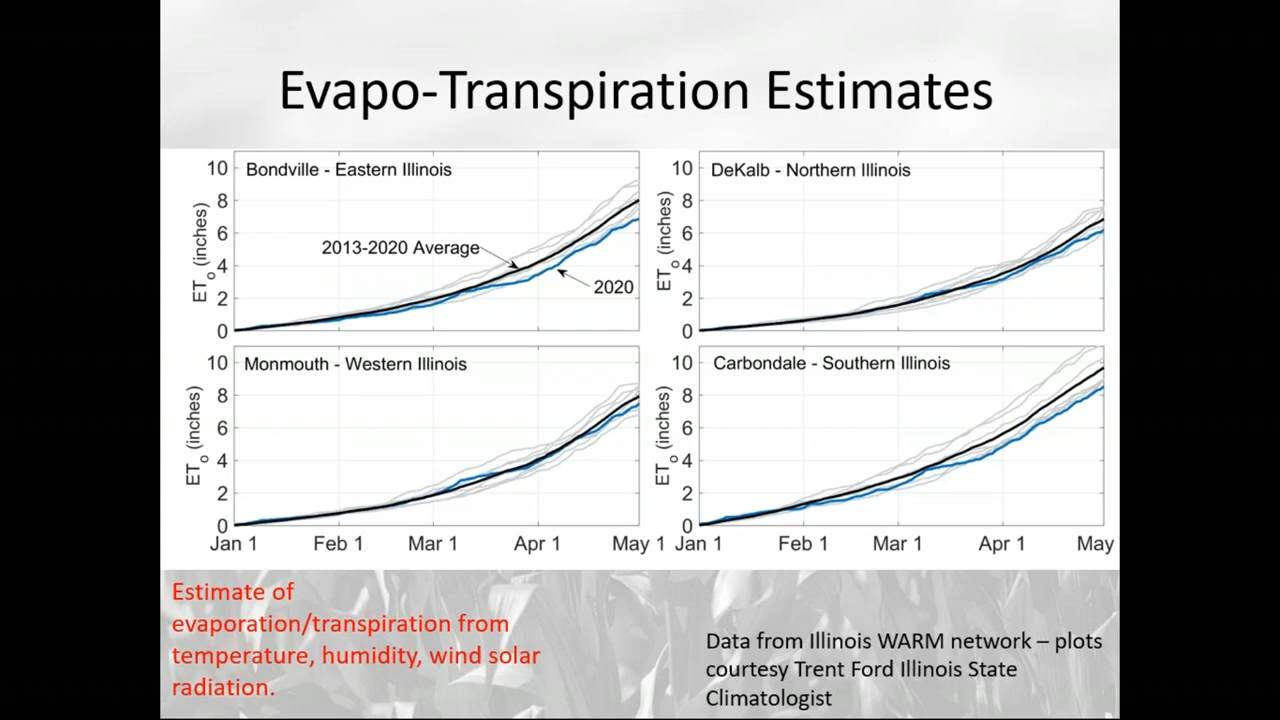 Evapo-Transpiration Estimates
10
8
6
4
2
0
ETo (inches)
Bondville - Eastern Illinois
2013-2020 Average
2020
10
8
6
4
2
0
ETo (inches)
DeKalb - Northern Illinois
10
8
6
4
2
0
ETo (inches)
Monmouth - Western Illinois
Jan 1 Feb 1 Mar 1 Apr 1 May 1
10
8
6
4
2
0
ETo (inches)
Carbondale - Southern Illinois
Jan 1 Feb 1 Mar 1 Apr 1 May
Estimate of
evaporation/transpiration from
temperature, humidity, wind solar
radiation.
Data from Illinois WARM network – plots
courtesy Trent Ford Illinois State
Climatologist